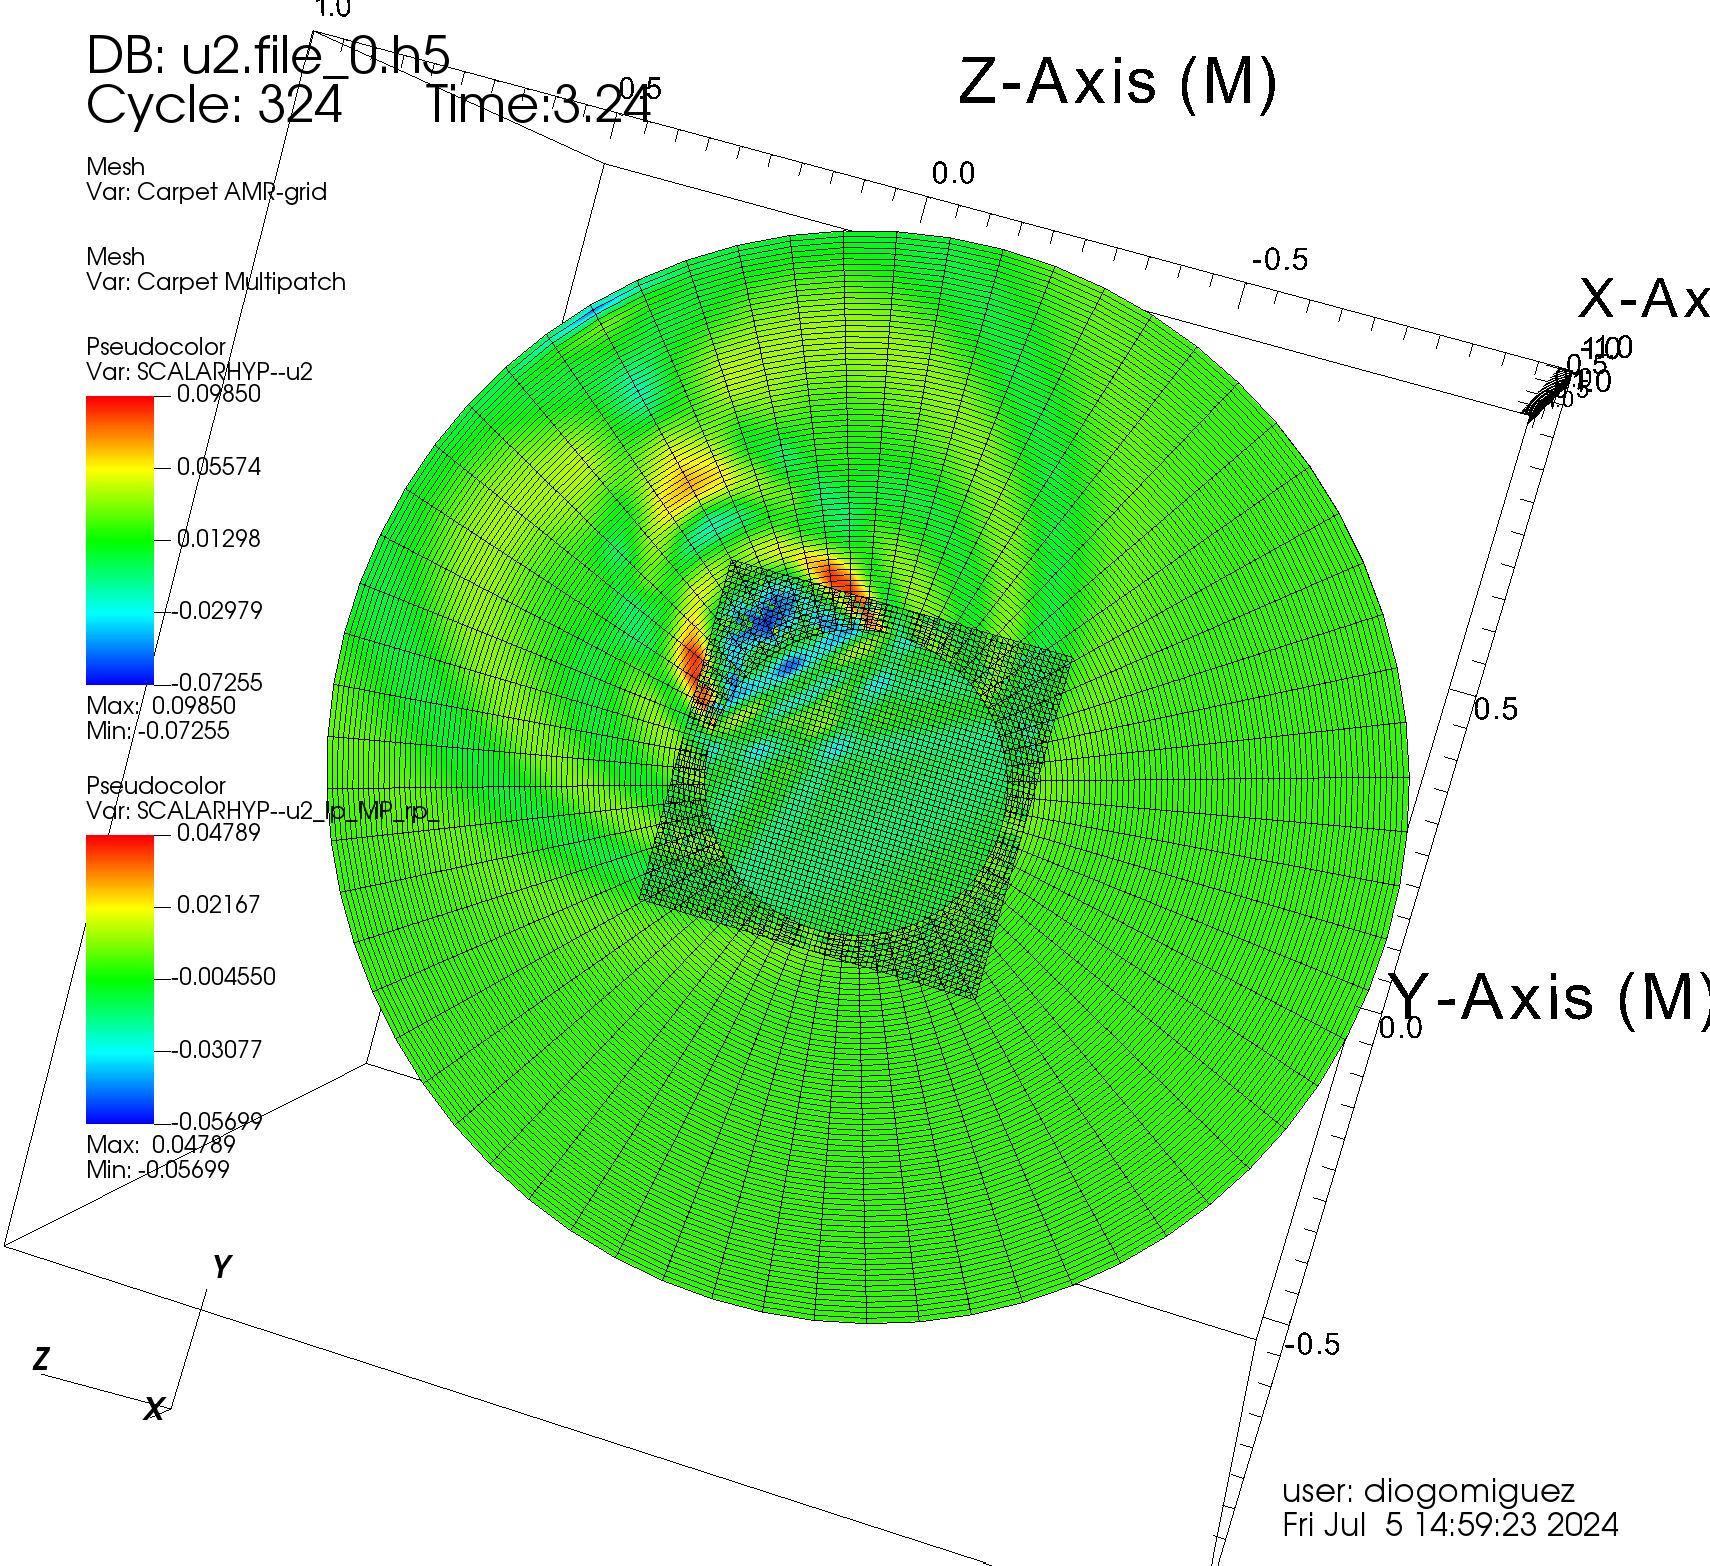 1.0
DB: u2.file_0.h5
Cycle: 324 Time:3.24
0.5
Z-Axis (M)
Mesh
Var: Carpet AMR-grid
0.0
Mesh
Var: Carpet Multipatch
-0.5
X-Ax
Pseudocolor
Var: SCALARHYP--u2
0.09850
0.05574
0.01298
-0.02979
-0.07255
Max: 0.09850
Min: -0.07255
0.5
Pseudocolor
Var: SCALARHYP--u2_lp_MP_rp_
0.04789
0.02167
-0.004550
-0.03077
-0.05699
Max: 0.04789
Min: -0.05699
Y-Axis (M)
0.0
-0.5
Y
Z
X
user: diogomiguez
Fri Jul 5 14:59:23 2024